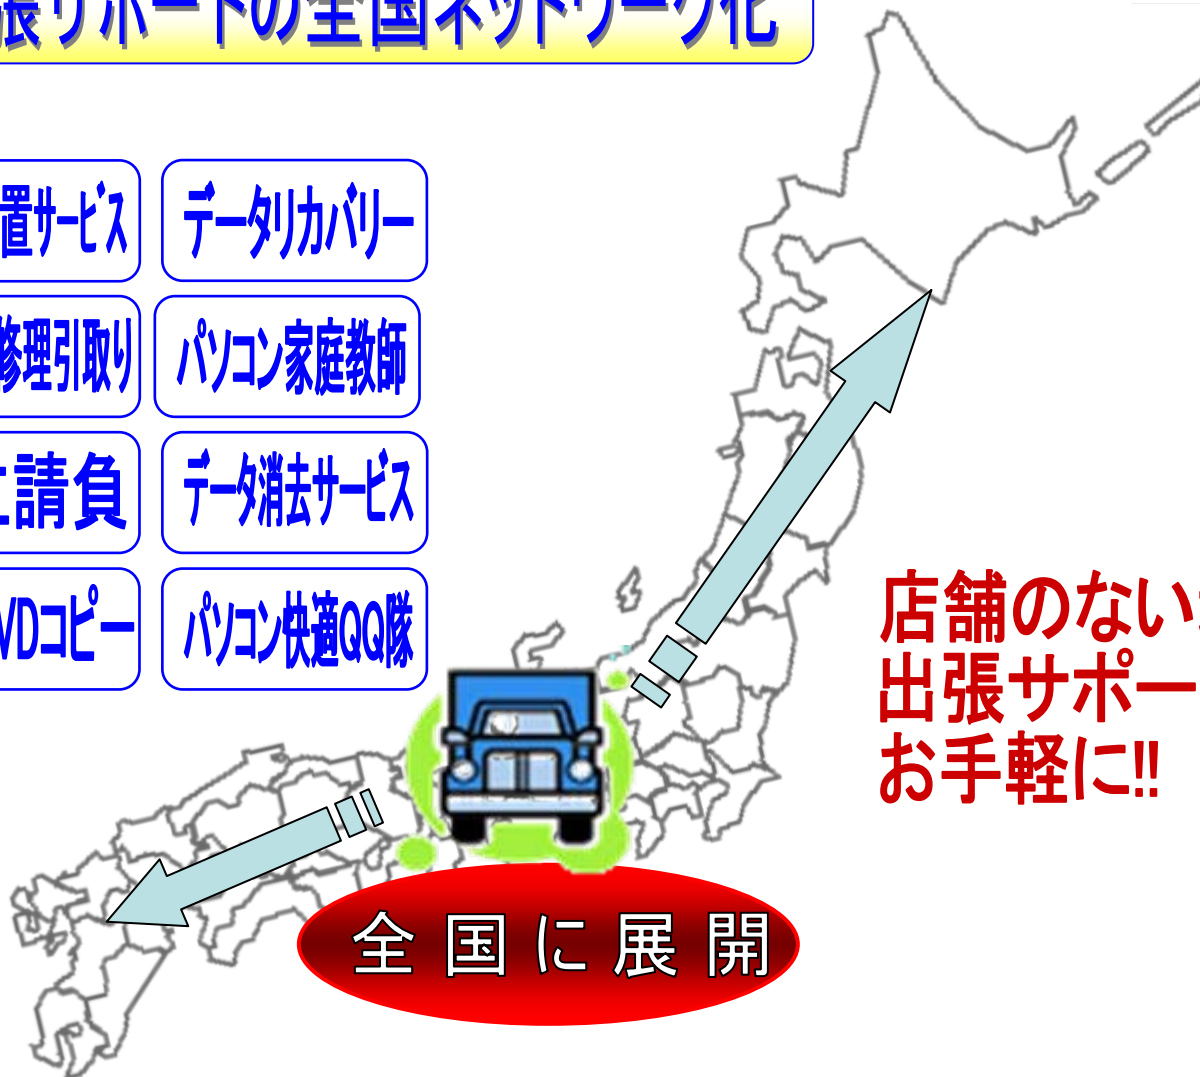 張サポートの全国ネットワーク化
置サービス
データリカバリー
修理引取り
パソコン家庭教師
請負
データ消去サービス
VDコピー
パソコン快適QQ隊
店舗のない
出張サポー
お手軽に!!
全国に展開